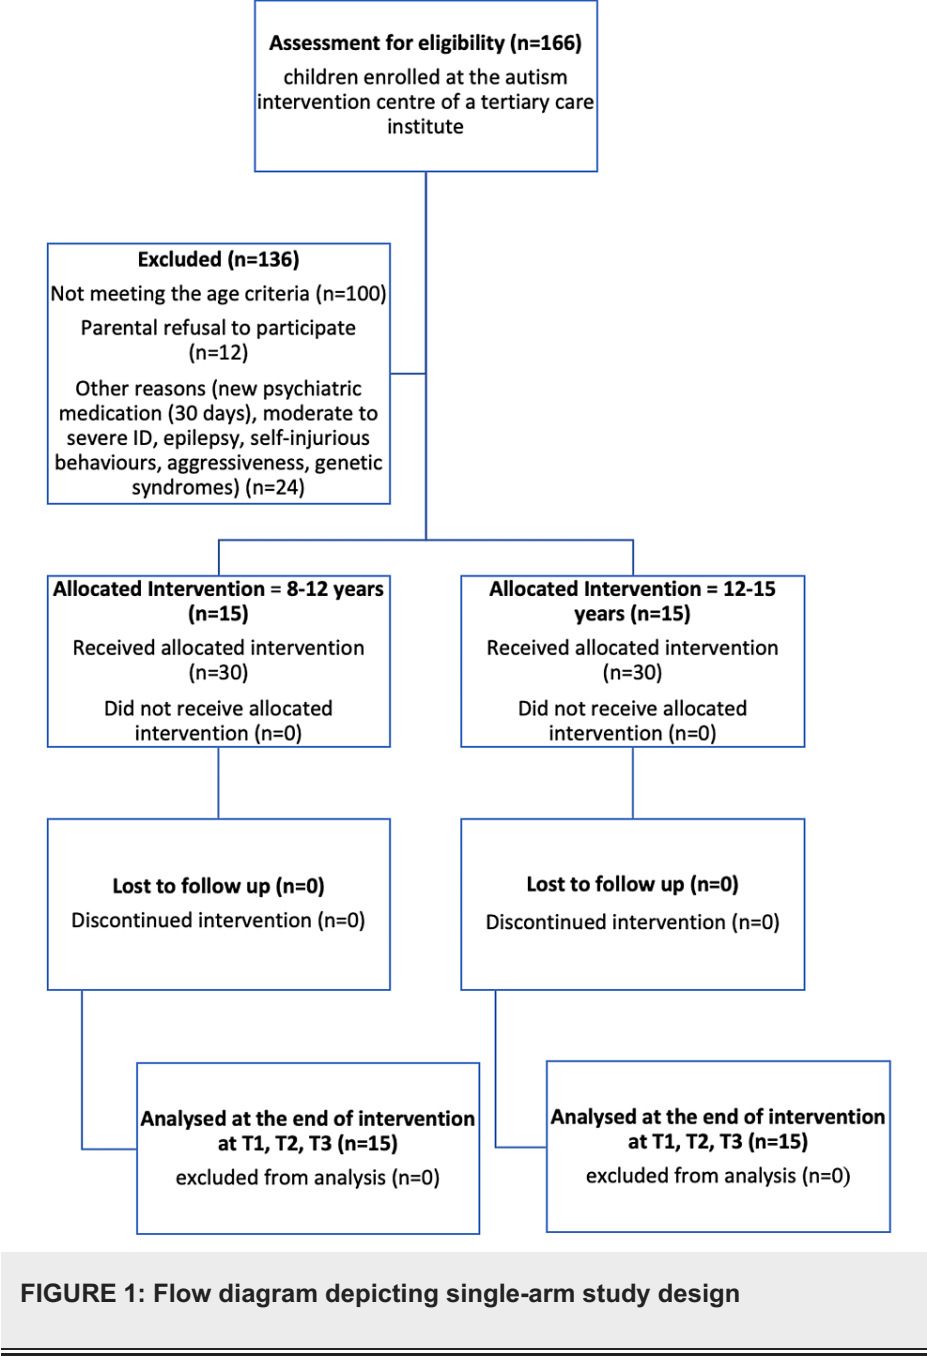 Assessment for eligibility (n=166)
children enrolled at the autism
intervention centre of a tertiary care
institute
Excluded (n=136)
Not meeting the age criteria (n=100)
Parental refusal to participate
(n=12)
Other reasons (new psychiatric
medication (30 days), moderate to
severe ID, epilepsy, self-injurious
behaviours, aggressiveness, genetic
syndromes) (n=24)
Allocated Intervention = 8-12 years
(n=15)
Received allocated intervention
(n=30)
Did not receive allocated
intervention (n=0)
Allocated Intervention = 12-15
years (n=15)
Received allocated intervention
(n=30)
Did not receive allocated
intervention (n=0)
Lost to follow up (n=0)
Discontinued intervention (n=0)
Lost to follow up (n=0)
Discontinued intervention (n=0)
Analysed at the end of intervention
at T1, T2, T3 (n=15)
excluded from analysis (n=0)
Analysed at the end of intervention
at T1, T2, T3 (n=15)
excluded from analysis (n=0)
FIGURE 1: Flow diagram depicting single-arm study design